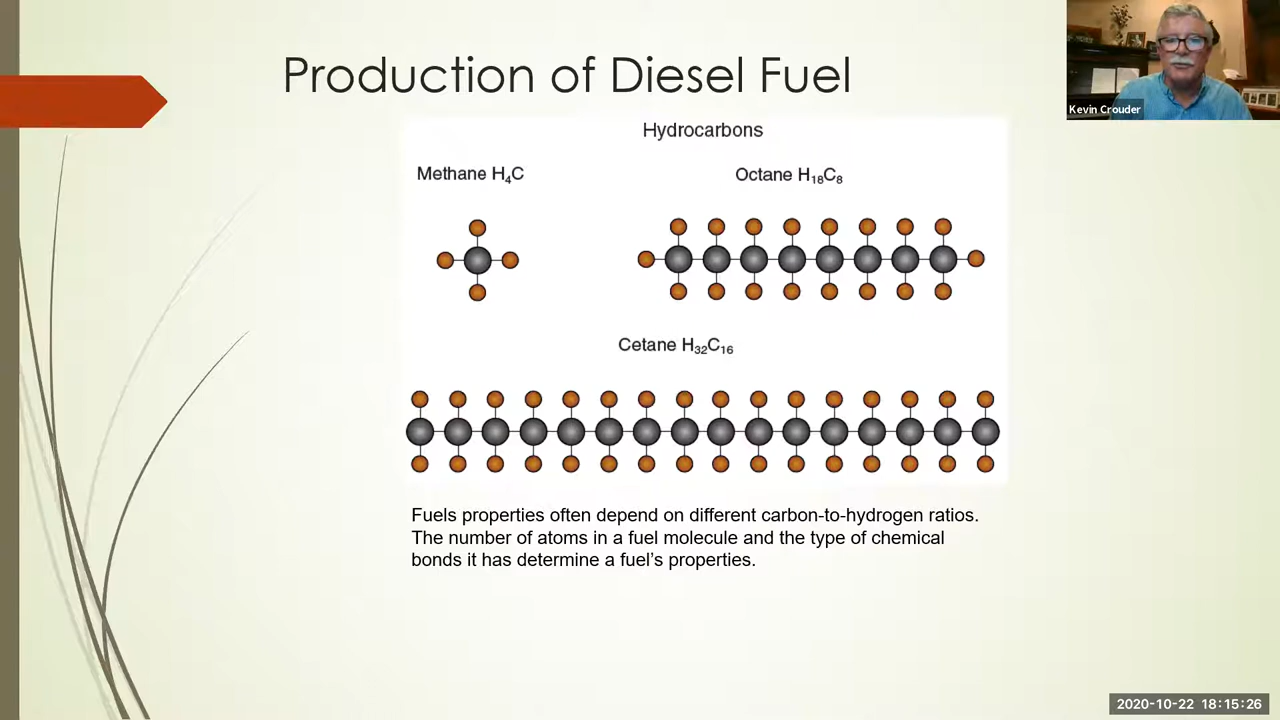 Production of Diesel Fuel
Kevin Crouder
Hydrocarbons
Methane H₄C
Octane H₁₈C₈
Cetane H₃₂C₁₆
Fuels properties often depend on different carbon-to-hydrogen ratios.
The number of atoms in a fuel molecule and the type of chemical
bonds it has determine a fuel’s properties.
2020-10-22 18:15:26